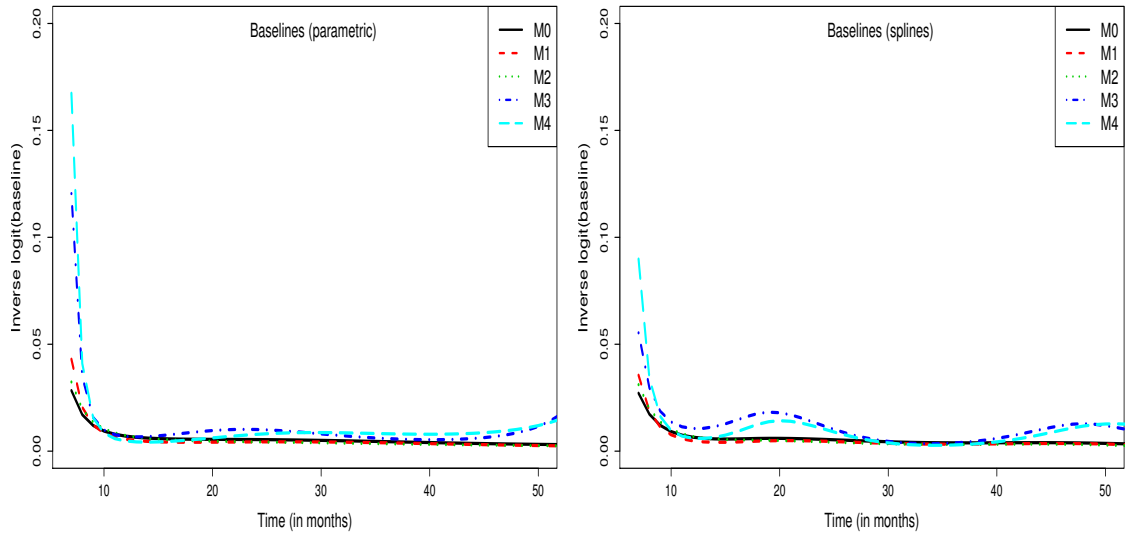 Baselines (parametric)
M0
M1
M2
M3
M4
0.20
0.15
0.10
0.05
0.00
Inverse logit(baseline)
10
20
30
40
50
Time (in months)
Baselines (splines)
M0
M1
M2
M3
M4
0.20
0.15
0.10
0.05
0.00
Inverse logit(baseline)
10
20
30
40
50
Time (in months)